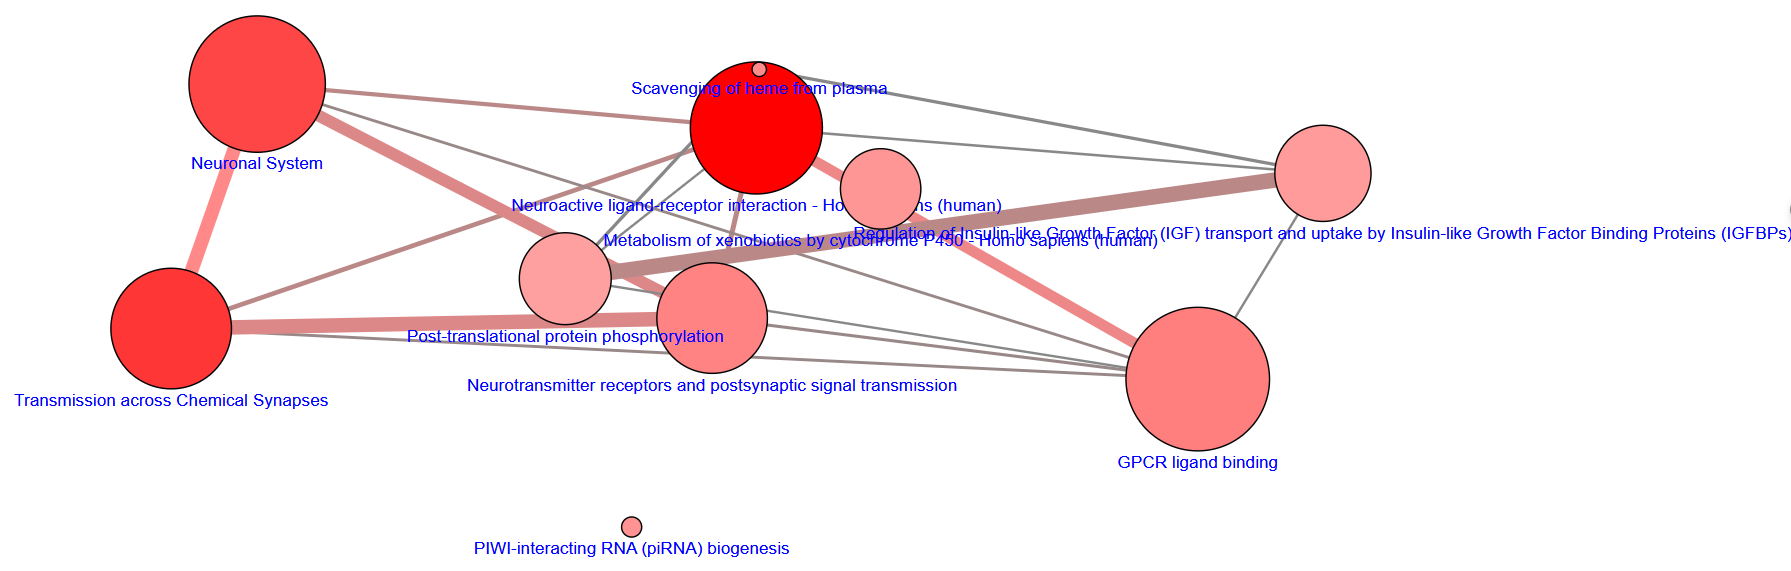 Scavenging of heme from plasma
Neuronal System
Neuroactive ligand-receptor interaction - Ho ns (human)
Regulation of Insulin-like Growth Factor (IGF) transport and uptake by Insulin-like Growth Factor Binding Proteins (IGFBPs)
Metabolism of xenobiotics by cytochrome P450 - Homo sapiens (human)
Post-translational protein phosphorylation
Neurotransmitter receptors and postsynaptic signal transmission
Transmission across Chemical Synapses
GPCR ligand binding
PIWI-interacting RNA (piRNA) biogenesis